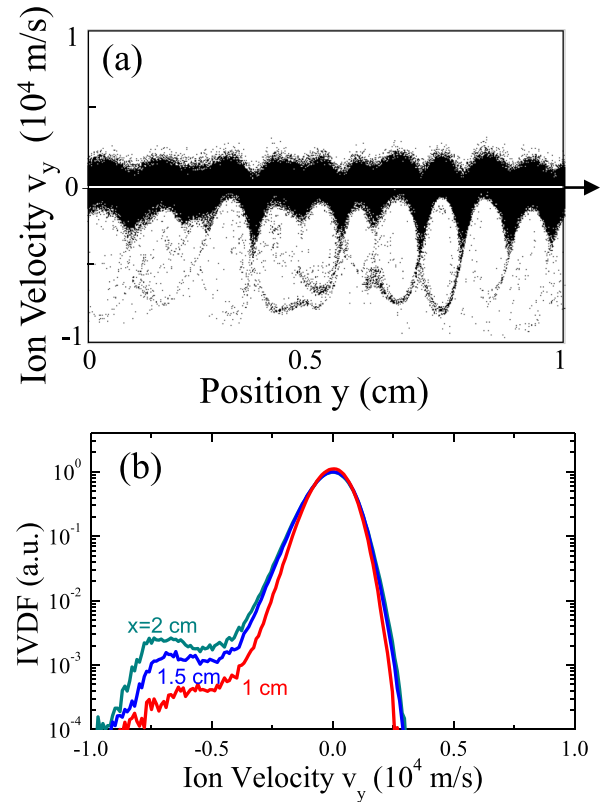 (a)
Ion Velocity v_y (10^4 m/s)
1
0
-1
0
0.5
1
Position y (cm)
(b)
IVDF (a.u.)
10^0
10^-1
10^-2
10^-3
10^-4
x=2 cm
1.5 cm
1 cm
-1.0
-0.5
0.0
0.5
1.0
Ion Velocity v_y (10^4 m/s)